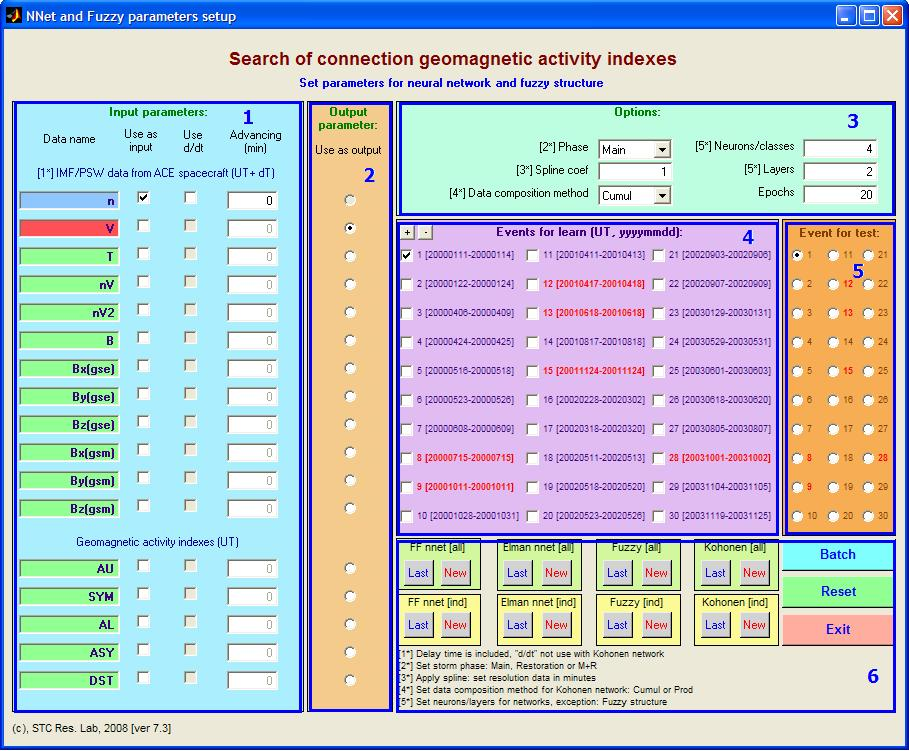 NNet and Fuzzy parameters setup
Search of connection geomagnetic activity indexes
Set parameters for neural network and fuzzy structure
Input parameters: 1
Data name Use as input Use d/dt Advancing (min)
[1*] IMF/PSW data from ACE spacecraft (UT+ dT)
n 0
V 0
T 0
nV 0
nV2 0
B 0
Bx(gse) 0
By(gse) 0
Bz(gse) 0
Bx(gsm) 0
By(gsm) 0
Bz(gsm) 0
Geomagnetic activity indexes (UT)
AU 0
SYM 0
AL 0
ASY 0
DST 0
Output parameter:
Use as output
2
Options: 3
[2*] Phase Main [5*] Neurons/classes 4
[3*] Spline coef 1 [5*] Layers 2
[4*] Data composition method Cumul Epochs 20
+ - Events for learn (UT, yyyymmdd): 4
1 [20000111-20000114] 11 [20010411-20010413] 21 [20020903-20020906]
2 [20000122-20000124] 12 [20010417-20010418] 22 [20020907-20020909]
3 [20000406-20000409] 13 [20010618-20010618] 23 [20030129-20030131]
4 [20000424-20000425] 14 [20010817-20010818] 24 [20030529-20030531]
5 [20000516-20000518] 15 [20011124-20011124] 25 [20030601-20030603]
6 [20000523-20000526] 16 [20020228-20020302] 26 [20030618-20030620]
7 [20000608-20000609] 17 [20020318-20020320] 27 [20030805-20030807]
8 [20000715-20000715] 18 [20020511-20020513] 28 [20031001-20031002]
9 [20001011-20001011] 19 [20020518-20020520] 29 [20031104-20031105]
10 [20001028-20001031] 20 [20020523-20020526] 30 [20031119-20031125]
Event for test:
5
1 11 21
2 12 22
3 13 23
4 14 24
5 15 25
6 16 26
7 17 27
8 18 28
9 19 29
10 20 30
FF nnet [all] Elman nnet [all] Fuzzy [all] Kohonen [all]
Last New Last New Last New Last New
FF nnet [ind] Elman nnet [ind] Fuzzy [ind] Kohonen [ind]
Last New Last New Last New Last New
Batch
Reset
Exit
[1*] Delay time is included, "d/dt" not use with Kohonen network
[2*] Set storm phase: Main, Restoration or M+R
[3*] Apply spline: set resolution data in minutes
[4*] Set data composition method for Kohonen network: Cumul or Prod
[5*] Set neurons/layers for networks, exception: Fuzzy structure
6
(c), STC Res. Lab, 2008 [ver 7.3]